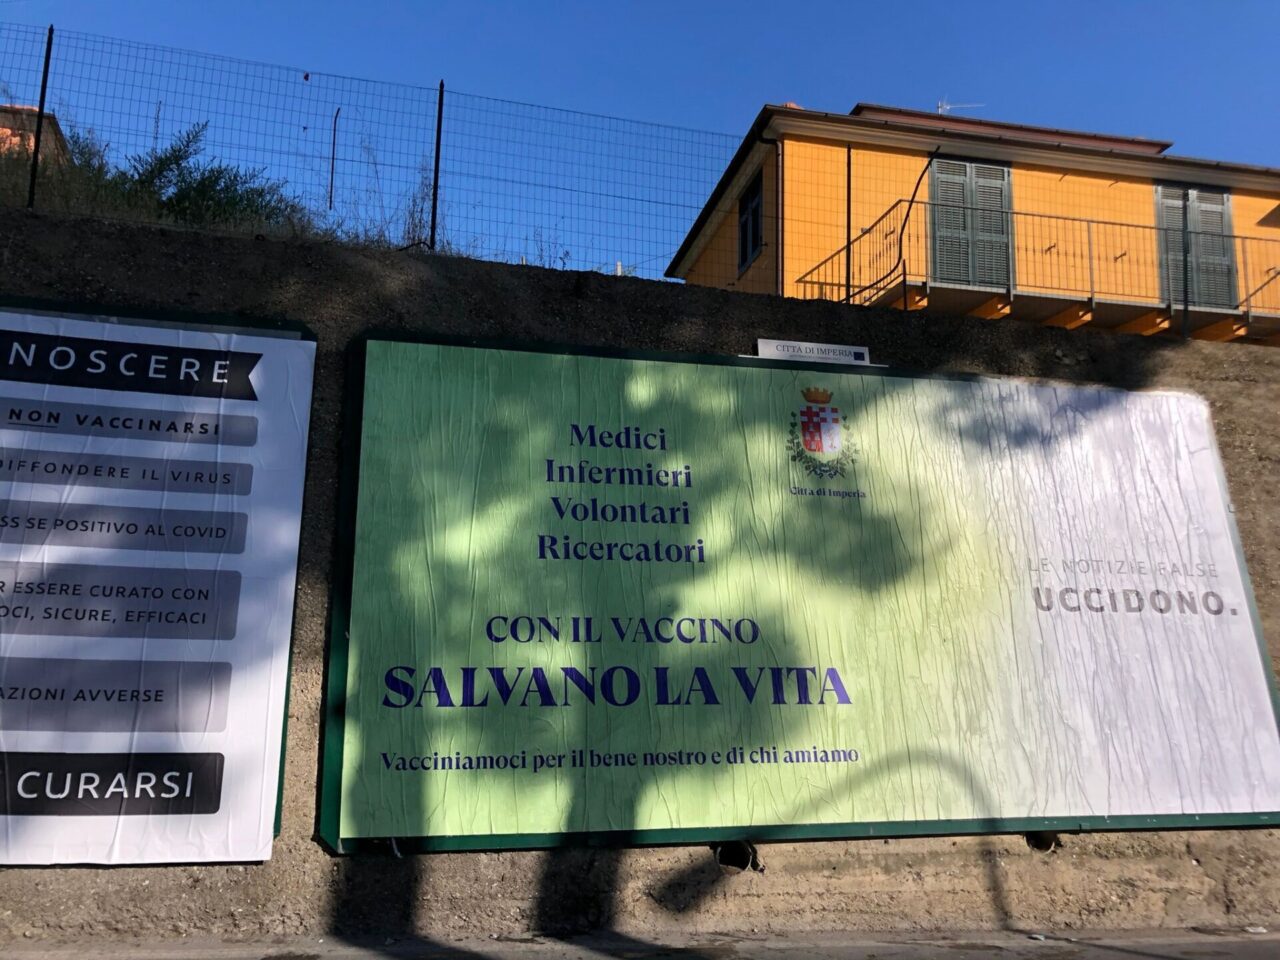 NOSCERE
NON VACCINARSI
DIFFONDERE IL VIRUS
SS SE POSITIVO AL COVID
R ESSERE CURATO CON
OCI, SICURE, EFFICACI
AZIONI AVVERSE
CURARSI
CITTÀ DI IMPERIA
Medici
Infermieri
Volontari
Ricercatori
Città di Imperia
CON IL VACCINO
SALVANO LA VITA
Vacciniamoci per il bene nostro e di chi amiamo
LE NOTIZIE FALSE
UCCIDONO.